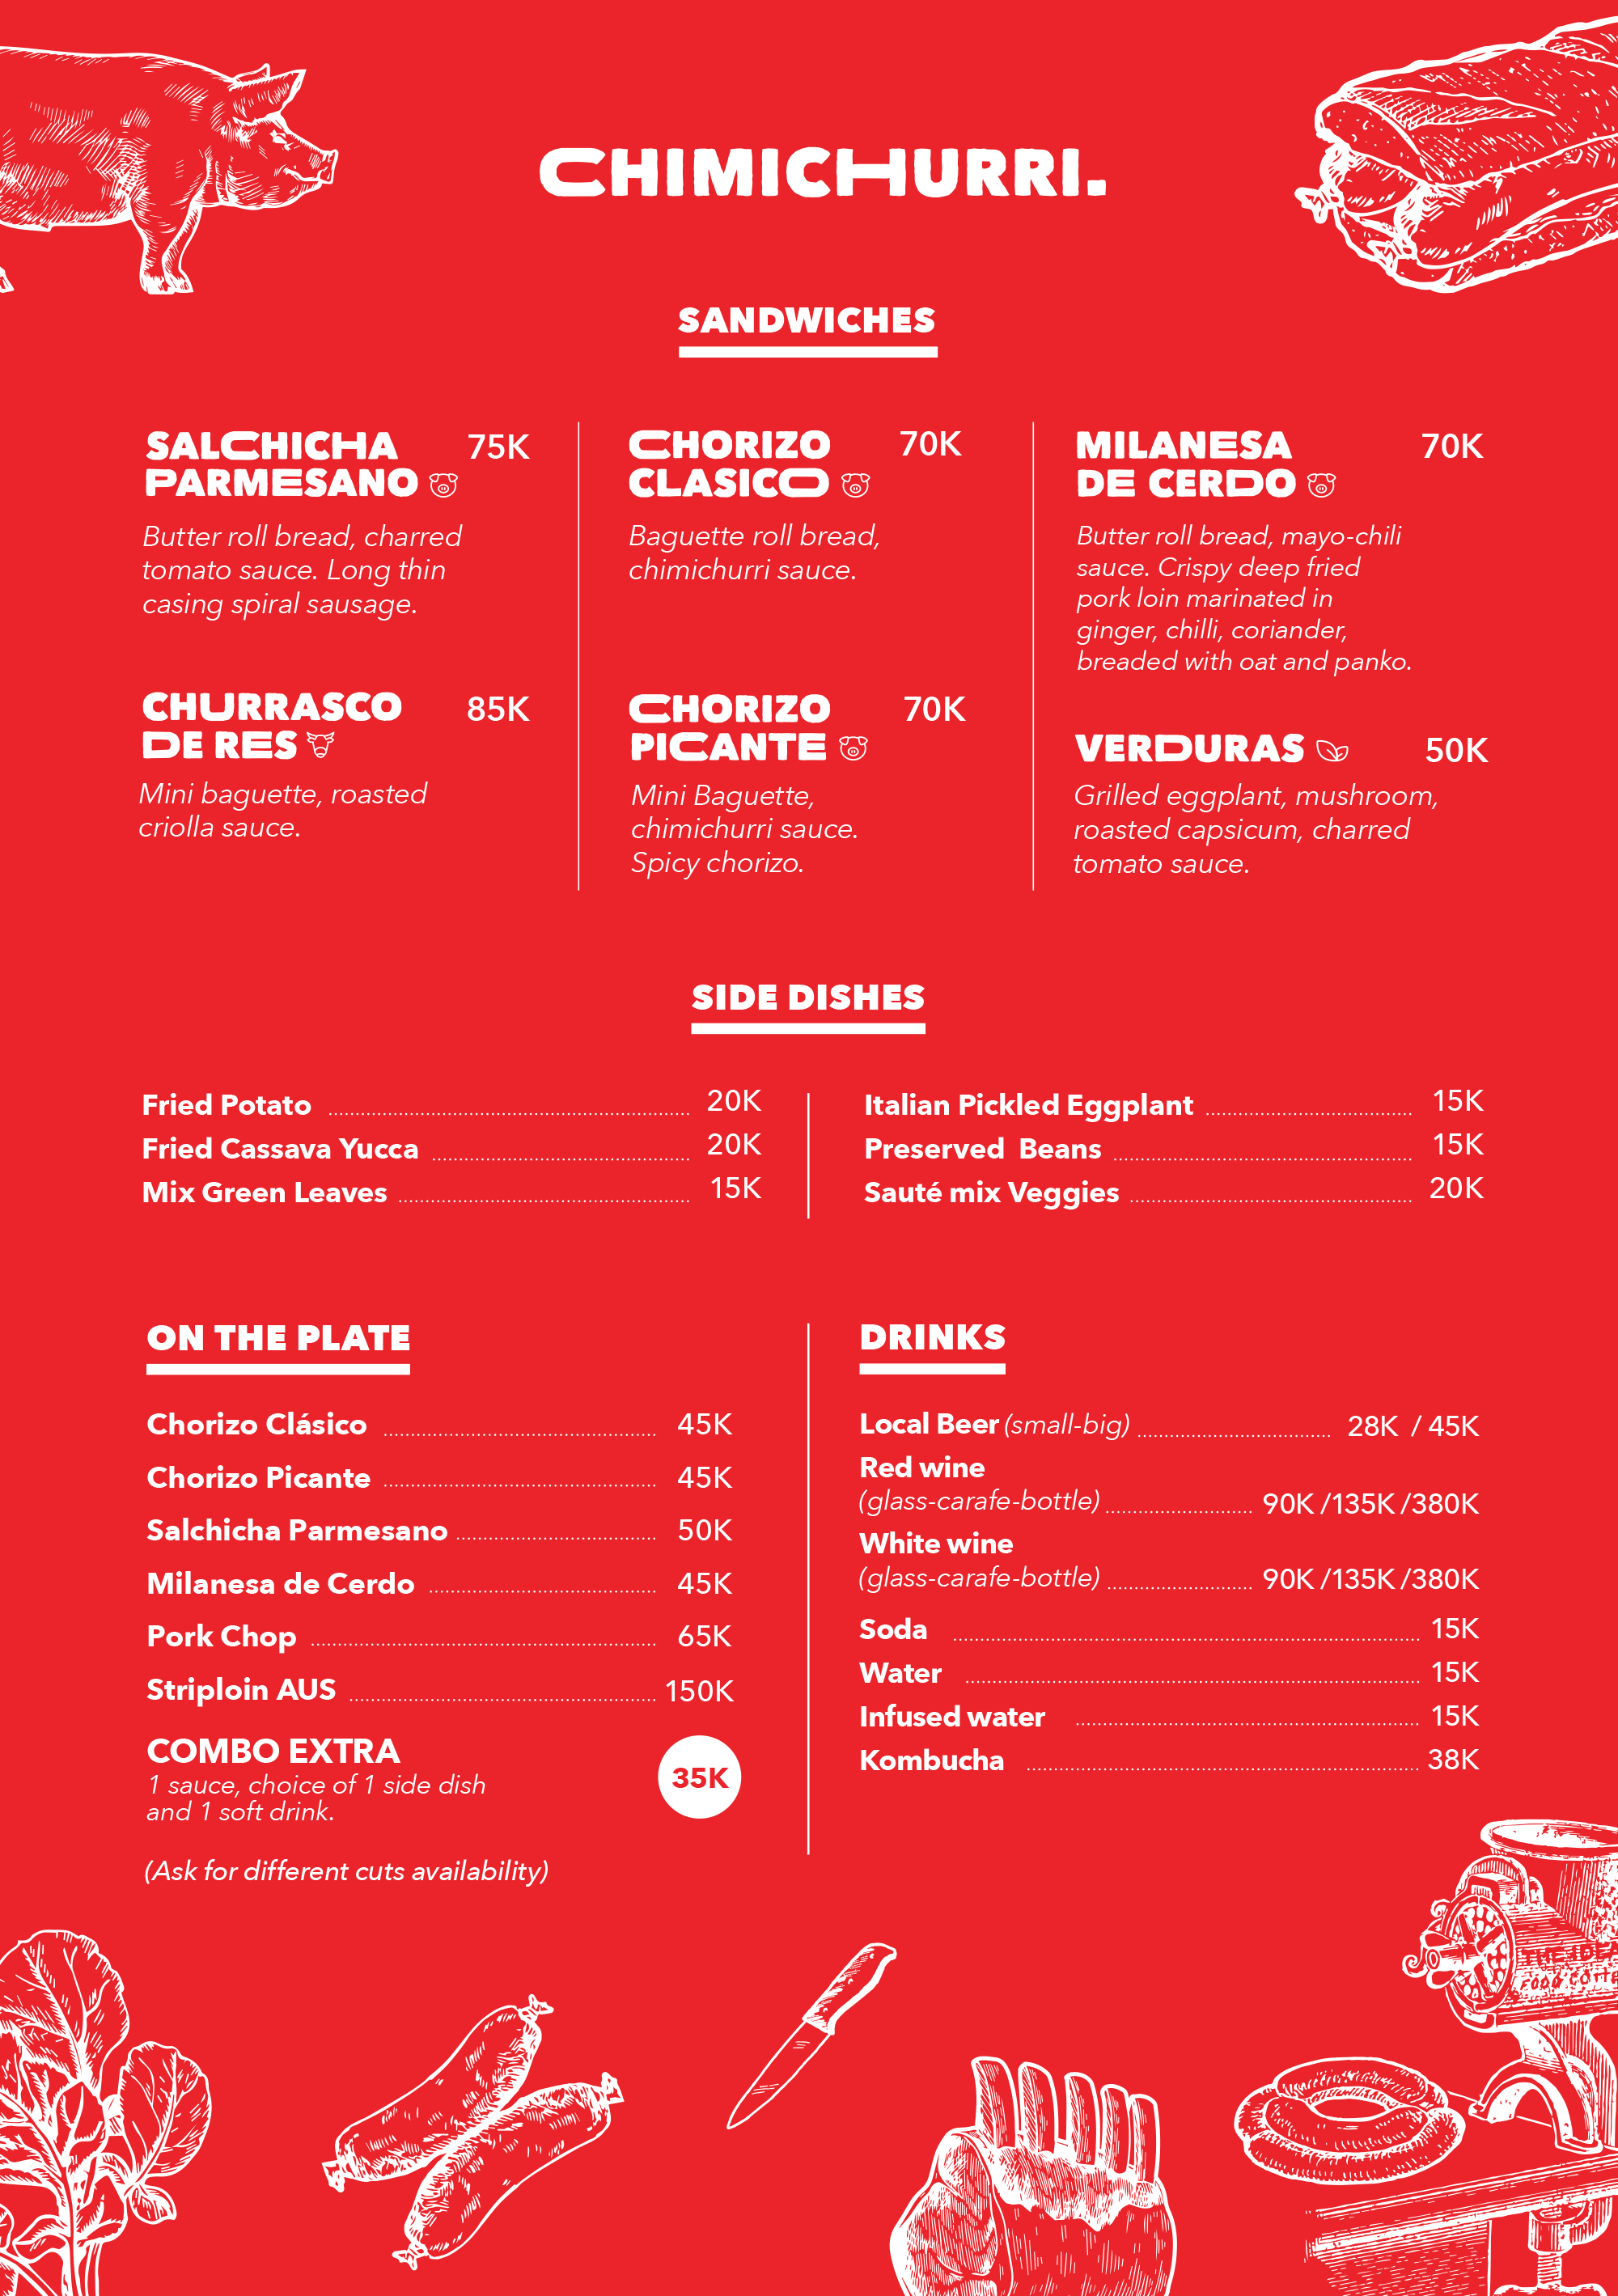 CHIMICHURRI.
SANDWICHES
SALCHICHA 75K
PARMESANO
Butter roll bread, charred
tomato sauce. Long thin
casing spiral sausage.
CHURRASCO 85K
DE RES
Mini baguette, roasted
criolla sauce.
CHORIZO 70K
CLASICO
Baguette roll bread,
chimichurri sauce.
CHORIZO 70K
PICANTE
Mini Baguette,
chimichurri sauce.
Spicy chorizo.
MILANESA 70K
DE CERDO
Butter roll bread, mayo-chili
sauce. Crispy deep fried
pork loin marinated in
ginger, chilli, coriander,
breaded with oat and panko.
VERDURAS 50K
Grilled eggplant, mushroom,
roasted capsicum, charred
tomato sauce.
SIDE DISHES
Fried Potato 20K
Fried Cassava Yucca 20K
Mix Green Leaves 15K
Italian Pickled Eggplant 15K
Preserved Beans 15K
Sauté mix Veggies 20K
ON THE PLATE
Chorizo Clásico 45K
Chorizo Picante 45K
Salchicha Parmesano 50K
Milanesa de Cerdo 45K
Pork Chop 65K
Striploin AUS 150K
COMBO EXTRA 35K
1 sauce, choice of 1 side dish
and 1 soft drink.
(Ask for different cuts availability)
DRINKS
Local Beer (small-big) 28K / 45K
Red wine
(glass-carafe-bottle) 90K /135K /380K
White wine
(glass-carafe-bottle) 90K /135K /380K
Soda 15K
Water 15K
Infused water 15K
Kombucha 38K
THE
FOOD